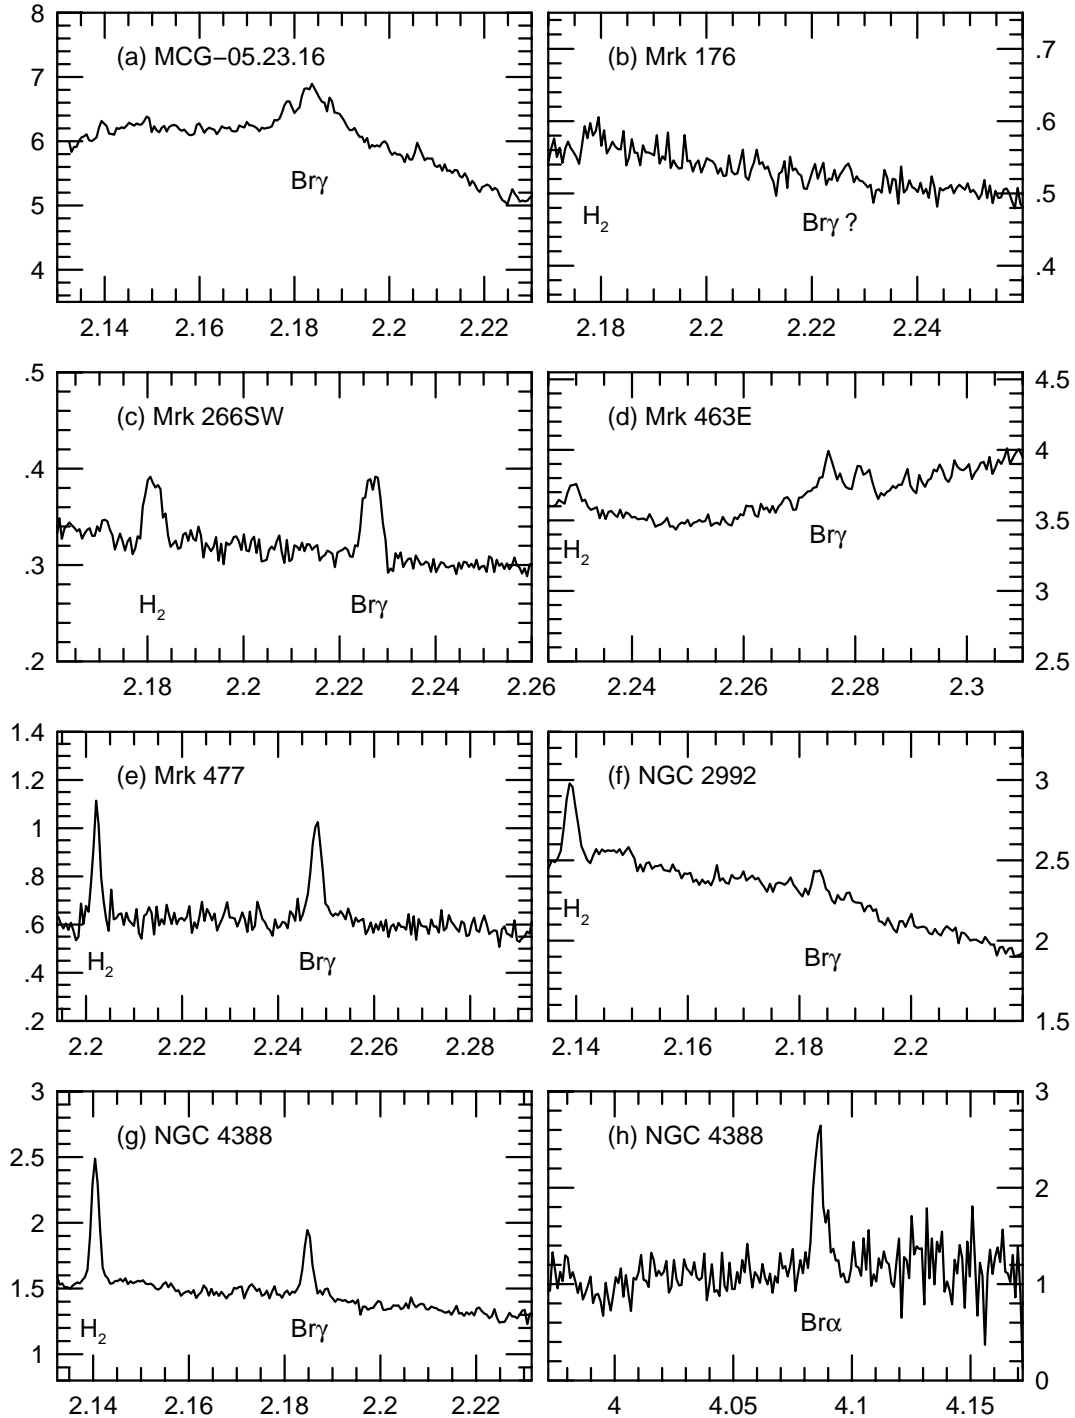 8
7
6
5
4
(a) MCG−05.23.16
Brγ
2.14 2.16 2.18 2.2 2.22
(b) Mrk 176
H2
Brγ ?
.7
.6
.5
.4
2.18 2.2 2.22 2.24
.5
.4
.3
.2
(c) Mrk 266SW
H2
Brγ
2.18 2.2 2.22 2.24 2.26
(d) Mrk 463E
H2
Brγ
4.5
4
3.5
3
2.5
2.24 2.26 2.28 2.3
1.4
1.2
1
.8
.6
.4
.2
(e) Mrk 477
H2
Brγ
2.2 2.22 2.24 2.26 2.28
(f) NGC 2992
H2
Brγ
3
2.5
2
1.5
2.14 2.16 2.18 2.2
3
2.5
2
1.5
1
(g) NGC 4388
H2
Brγ
2.14 2.16 2.18 2.2 2.22
(h) NGC 4388
Brα
3
2
1
0
4 4.05 4.1 4.15